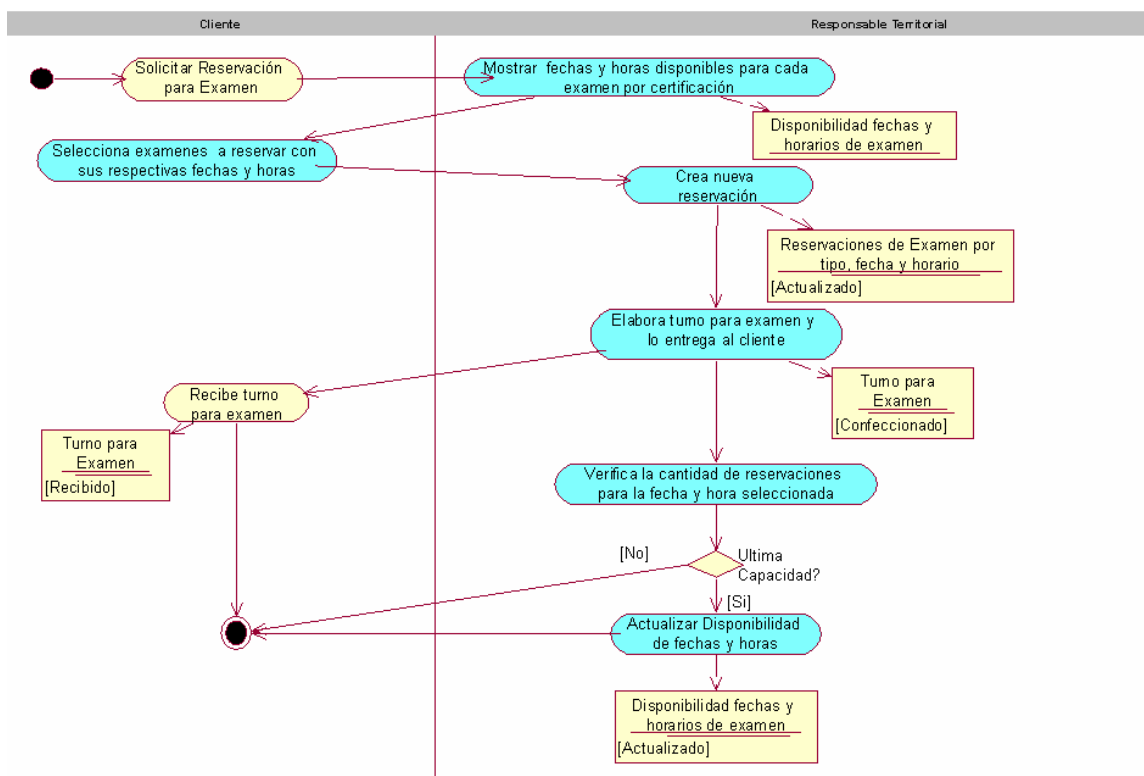 Cliente
Responsable Territorial
Solicitar Reservación
para Examen
Mostrar fechas y horas disponibles para cada
examen por certificación
Disponibilidad fechas y
horarios de examen
Selecciona examenes a reservar con
sus respectivas fechas y horas
Crea nueva
reservación
Reservaciones de Examen por
tipo, fecha y horario
[Actualizado]
Elabora turno para examen y
lo entrega al cliente
Turno para
Examen
[Confeccionado]
Recibe turno
para examen
Turno para
Examen
[Recibido]
Verifica la cantidad de reservaciones
para la fecha y hora seleccionada
[No]
Ultima
Capacidad?
[Si]
Actualizar Disponibilidad
de fechas y horas
Disponibilidad fechas y
horarios de examen
[Actualizado]